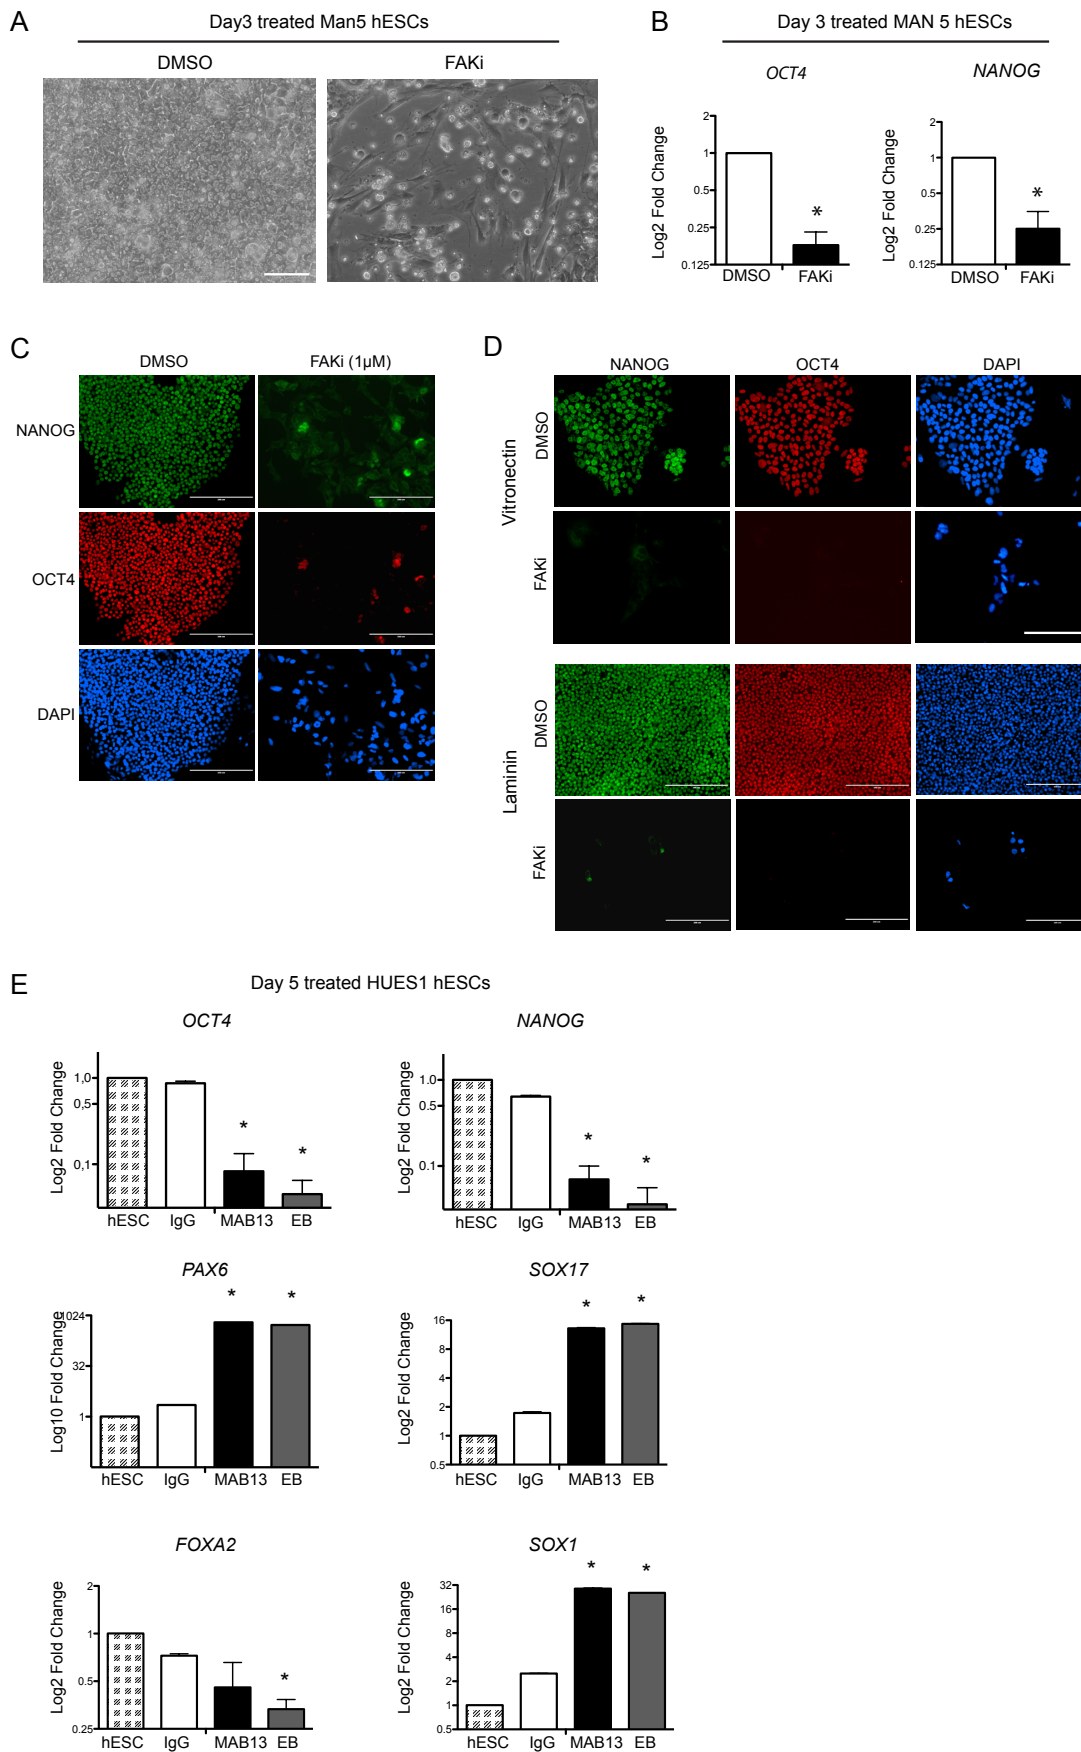 A
Day3 treated Man5 hESCs
DMSO
FAKi
B
Day 3 treated MAN 5 hESCs
OCT4
NANOG
Log2 Fold Change
2
1
0.5
0.25
0.125
DMSO
FAKi
*
Log2 Fold Change
2
1
0.5
0.25
0.125
DMSO
FAKi
*
C
DMSO
FAKi (1µM)
NANOG
OCT4
DAPI
D
NANOG
OCT4
DAPI
Vitronectin
DMSO
FAKi
Laminin
DMSO
FAKi
E
Day 5 treated HUES1 hESCs
OCT4
Log2 Fold Change
1,0
0,5
0,1
* *
hESC IgG MAB13 EB
NANOG
Log2 Fold Change
1.0
0.5
0.1
* *
hESC IgG MAB13 EB
PAX6
Log10 Fold Change
1024
32
1
* *
hESC IgG MAB13 EB
SOX17
Log2 Fold Change
16
8
4
2
1
0.5
* *
hESC IgG MAB13 EB
FOXA2
Log2 Fold Change
2
1
0.5
0.25
*
hESC IgG MAB13 EB
SOX1
Log2 Fold Change
32
16
8
4
2
1
0.5
* *
hESC IgG MAB13 EB